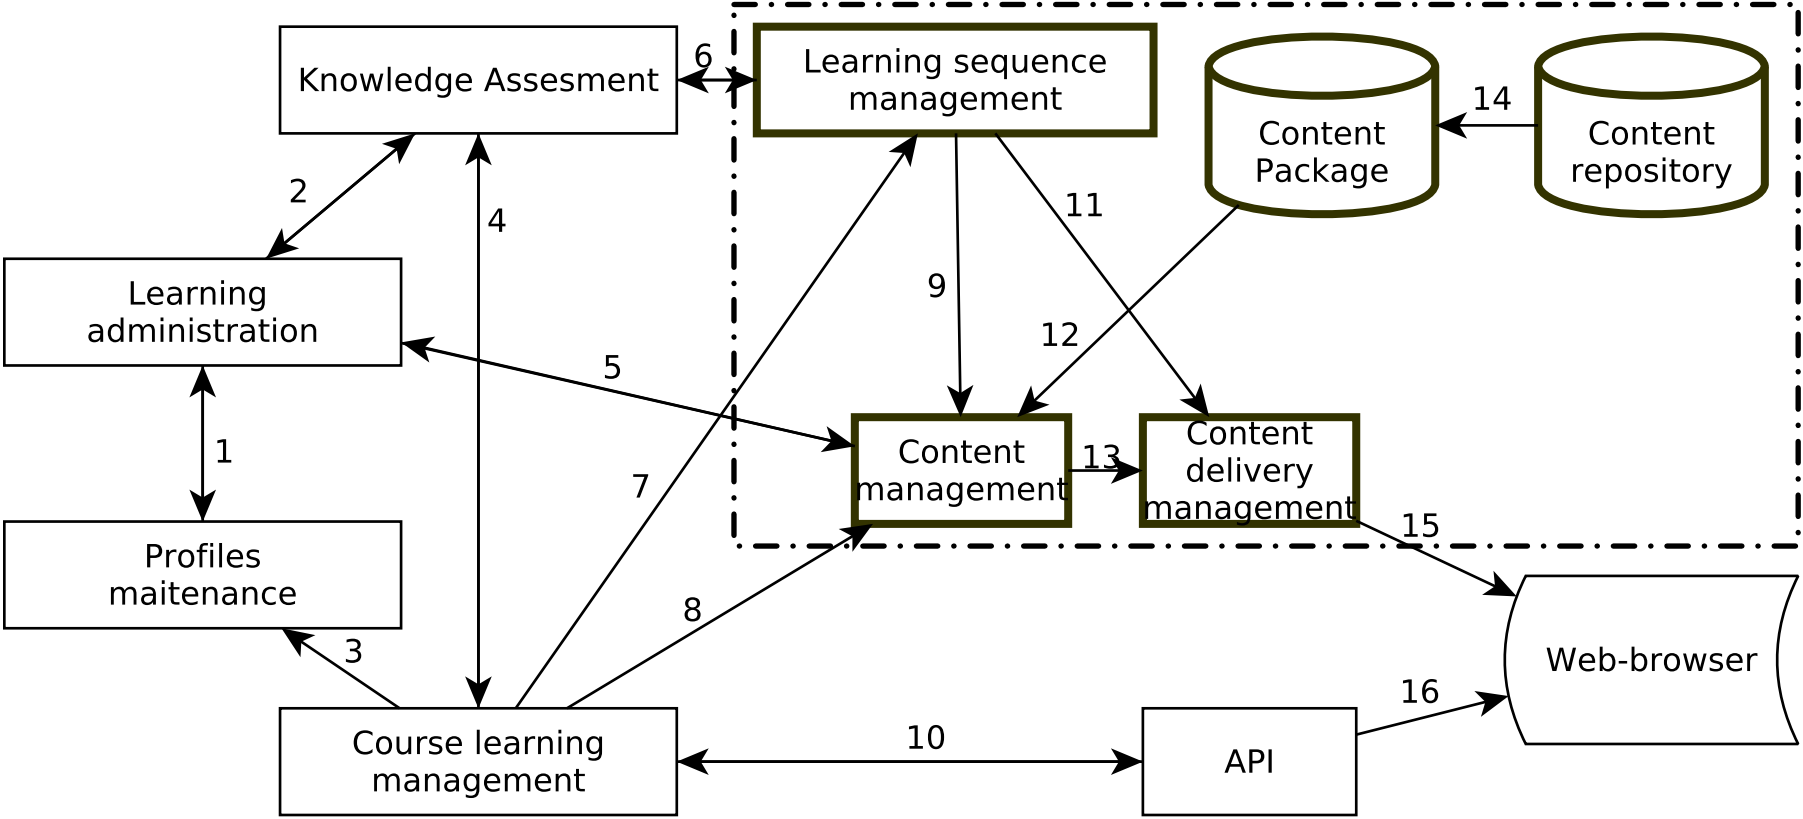 Knowledge Assesment
6
Learning sequence
management
Content
Package
14
Content
repository
2
4
11
Learning
administration
9
12
5
1
7
Content
management
13
Content
delivery
management
15
Profiles
maitenance
3
8
Web-browser
16
Course learning
management
10
API